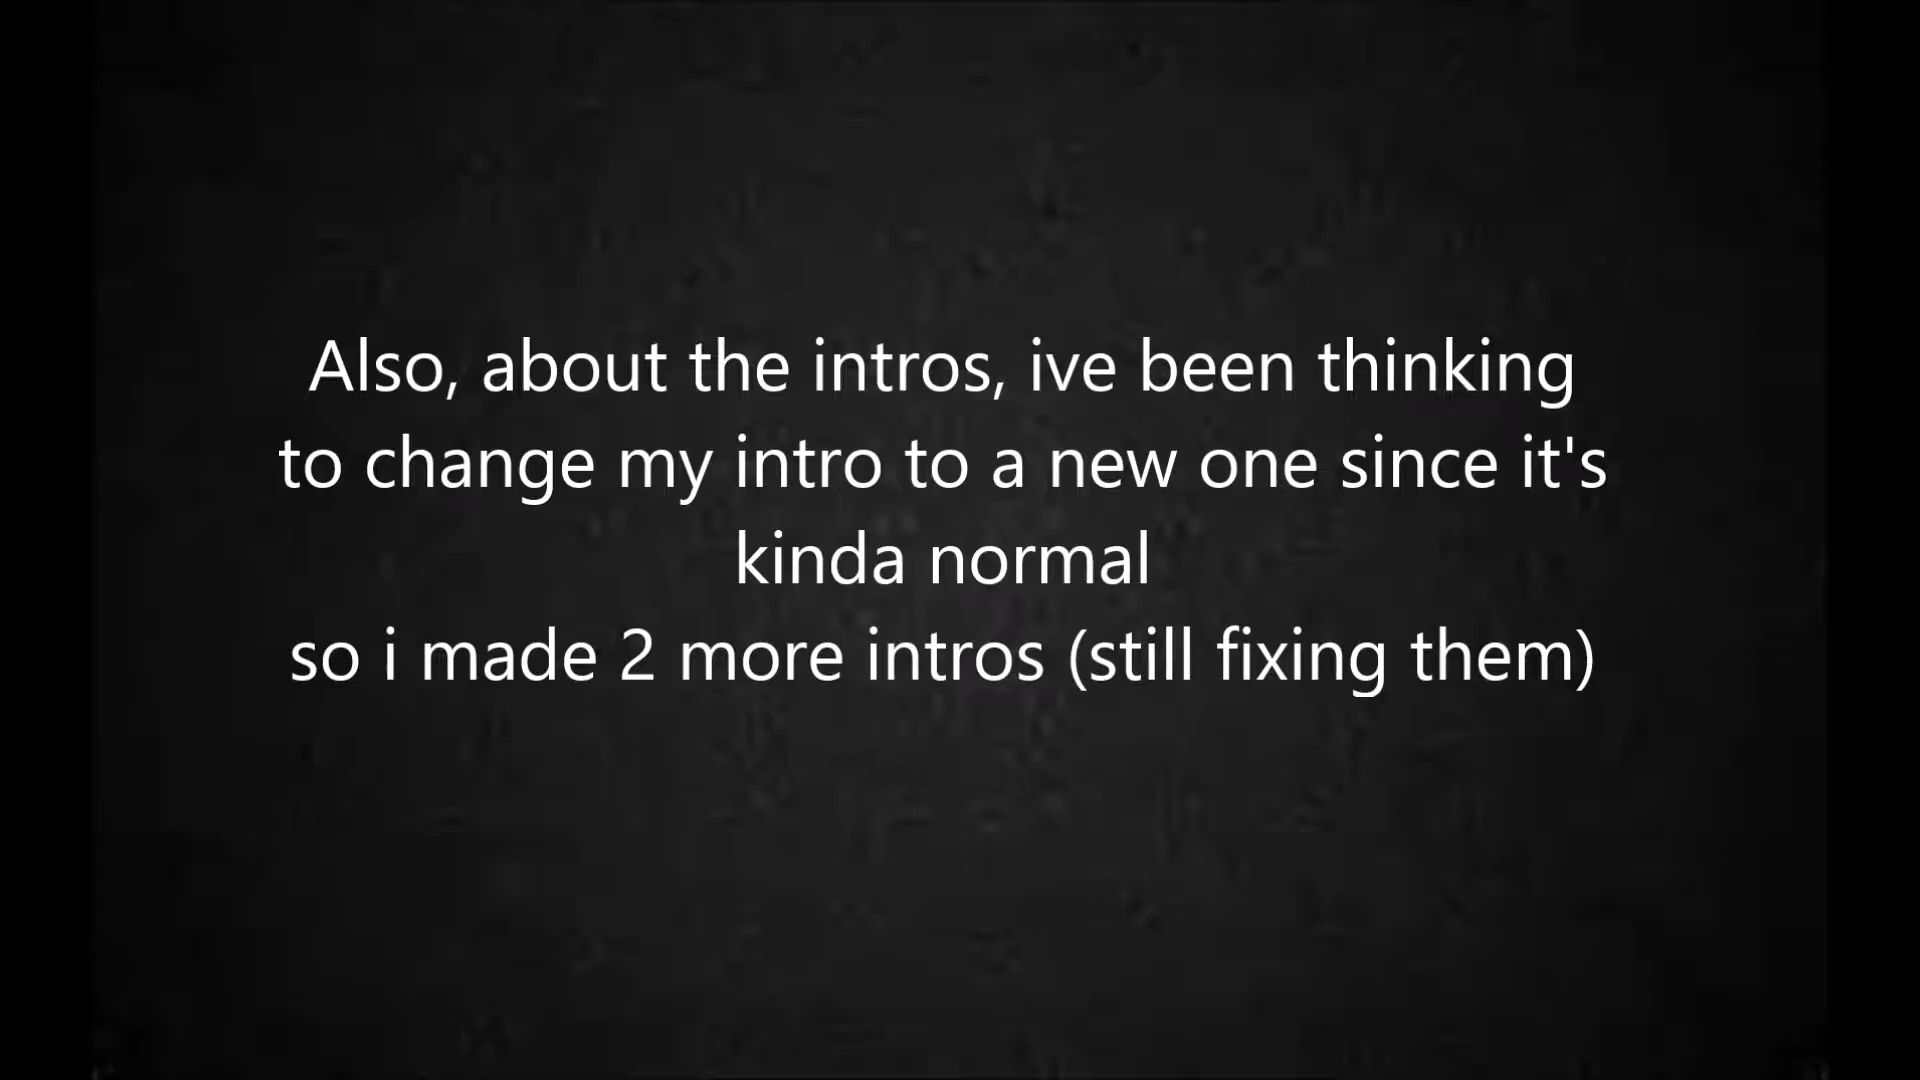 Also, about the intros, ive been thinking
to change my intro to a new one since it's
kinda normal
so i made 2 more intros (still fixing them)